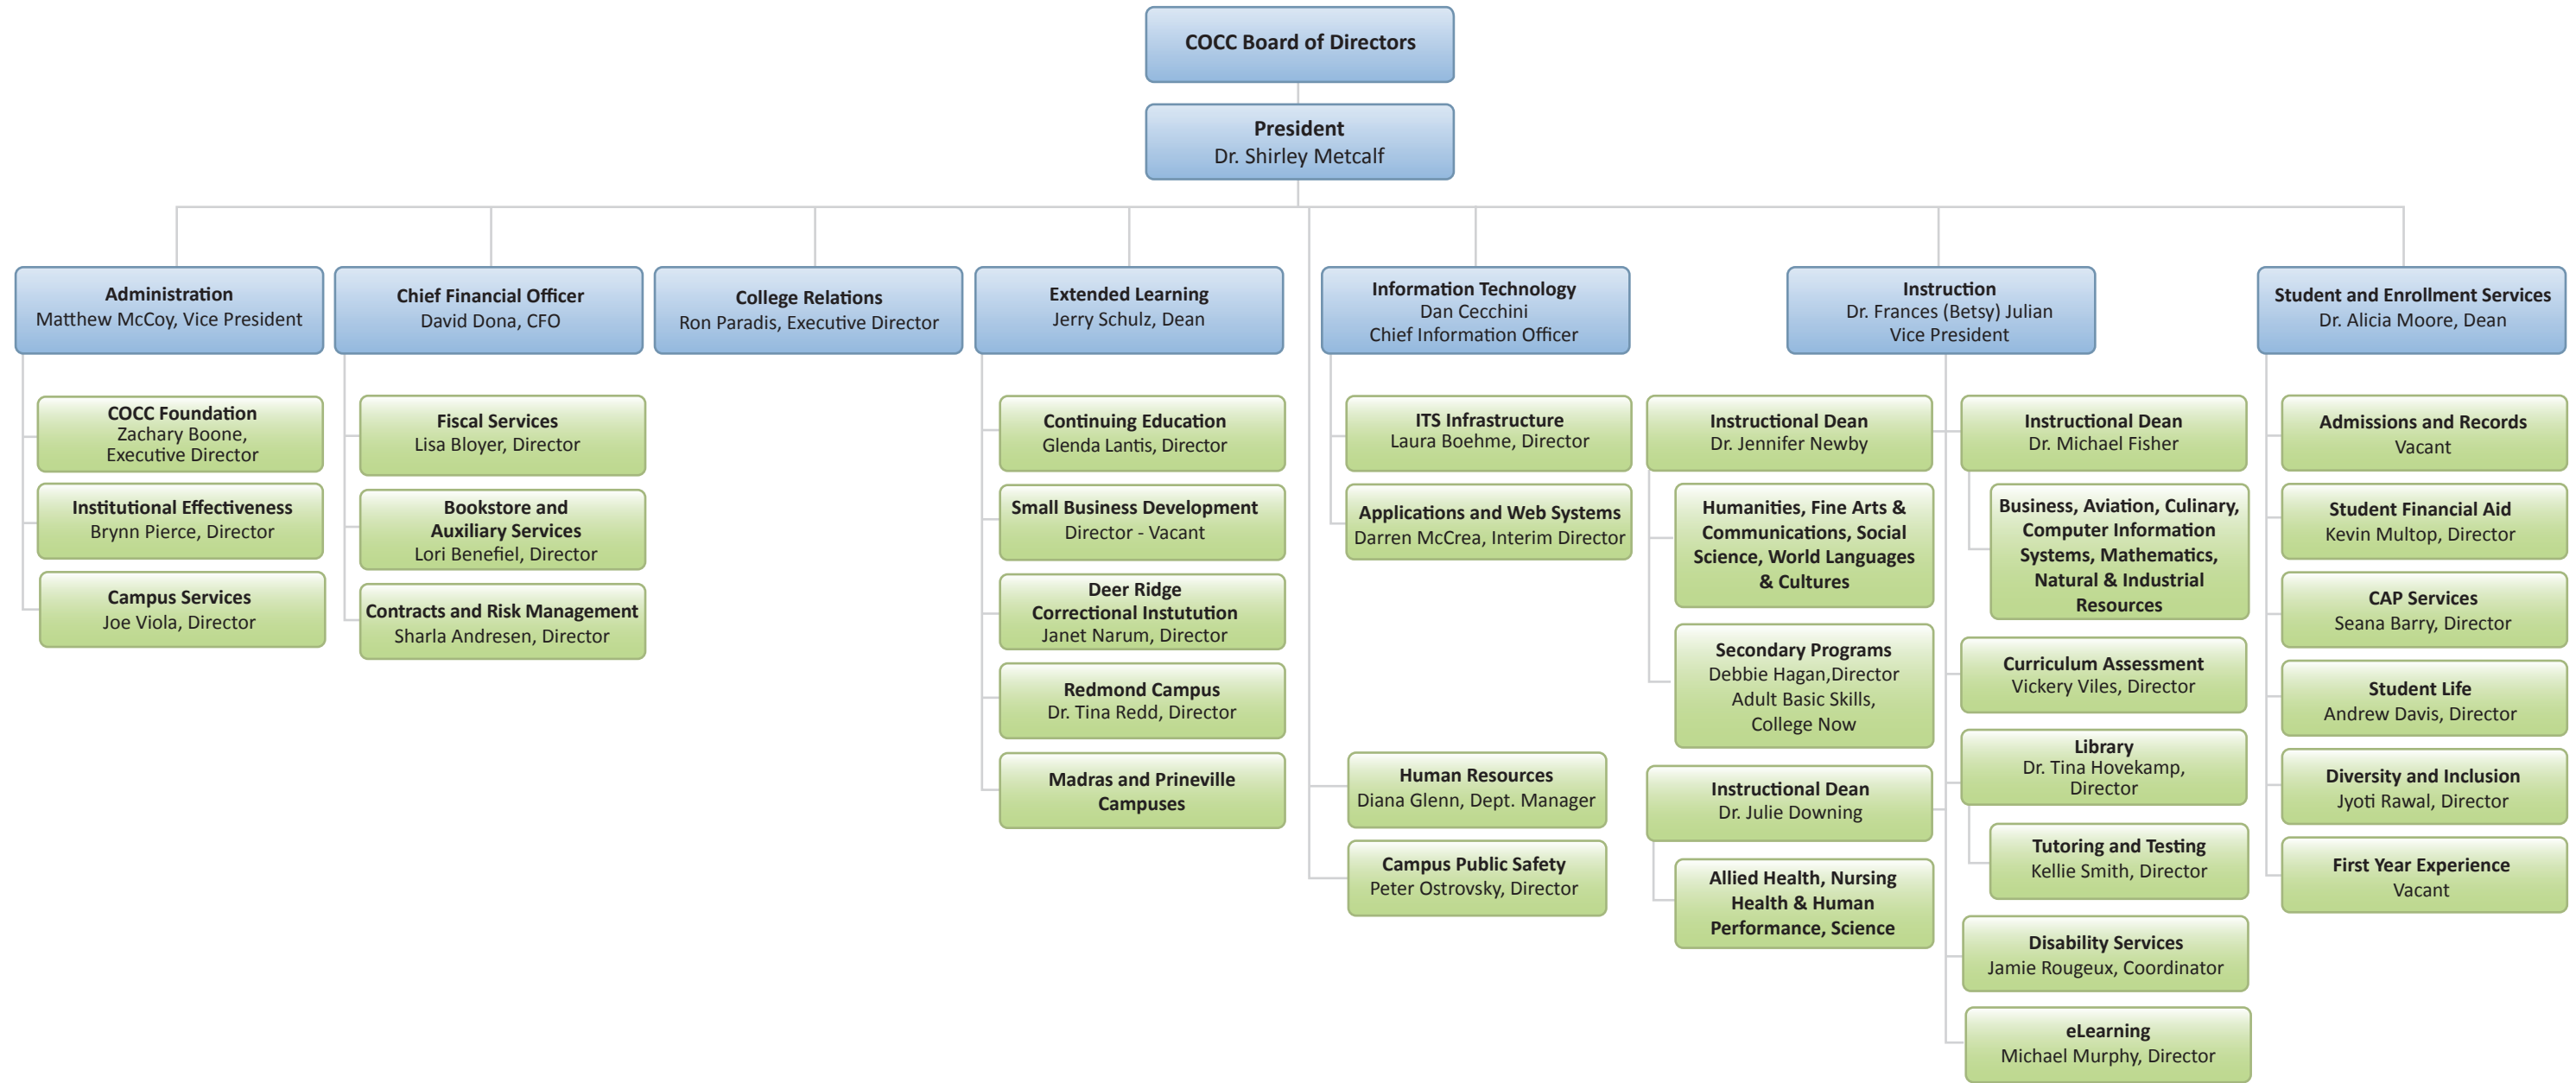 COCC Board of Directors
President
Dr. Shirley Metcalf
Administration
Matthew McCoy, Vice President
COCC Foundation
Zachary Boone,
Executive Director
Institutional Effectiveness
Brynn Pierce, Director
Campus Services
Joe Viola, Director
Chief Financial Officer
David Dona, CFO
Fiscal Services
Lisa Bloyer, Director
Bookstore and
Auxiliary Services
Lori Benefiel, Director
Contracts and Risk Management
Sharla Andresen, Director
College Relations
Ron Paradis, Executive Director
Extended Learning
Jerry Schulz, Dean
Continuing Education
Glenda Lantis, Director
Small Business Development
Director - Vacant
Deer Ridge
Correctional Instutution
Janet Narum, Director
Redmond Campus
Dr. Tina Redd, Director
Madras and Prineville
Campuses
Information Technology
Dan Cecchini
Chief Information Officer
ITS Infrastructure
Laura Boehme, Director
Applications and Web Systems
Darren McCrea, Interim Director
Human Resources
Diana Glenn, Dept. Manager
Campus Public Safety
Peter Ostrovsky, Director
Instruction
Dr. Frances (Betsy) Julian
Vice President
Instructional Dean
Dr. Jennifer Newby
Humanities, Fine Arts &
Communications, Social
Science, World Languages
& Cultures
Secondary Programs
Debbie Hagan,Director
Adult Basic Skills,
College Now
Instructional Dean
Dr. Julie Downing
Allied Health, Nursing
Health & Human
Performance, Science
Instructional Dean
Dr. Michael Fisher
Business, Aviation, Culinary,
Computer Information
Systems, Mathematics,
Natural & Industrial
Resources
Curriculum Assessment
Vickery Viles, Director
Library
Dr. Tina Hovekamp,
Director
Tutoring and Testing
Kellie Smith, Director
Disability Services
Jamie Rougeux, Coordinator
eLearning
Michael Murphy, Director
Student and Enrollment Services
Dr. Alicia Moore, Dean
Admissions and Records
Vacant
Student Financial Aid
Kevin Multop, Director
CAP Services
Seana Barry, Director
Student Life
Andrew Davis, Director
Diversity and Inclusion
Jyoti Rawal, Director
First Year Experience
Vacant